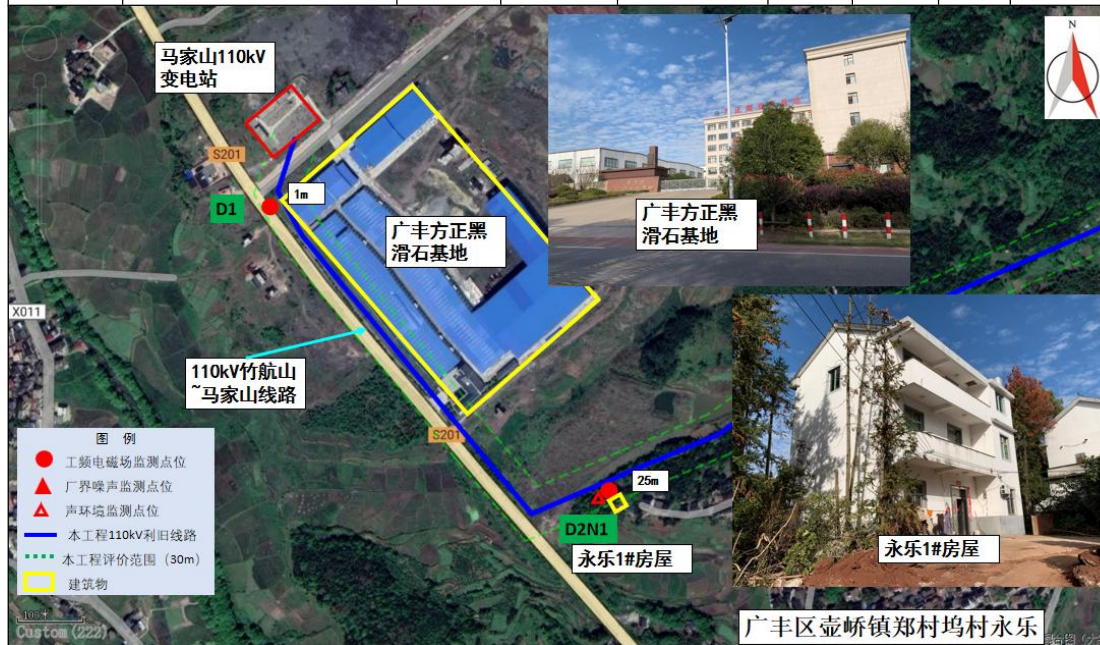 N
马家山110kV
变电站
S201
1m
D1
广丰方正黑
滑石基地
广丰方正黑
滑石基地
X011
110kV竹航山
~马家山线路
S201
图 例
工频电磁场监测点位
厂界噪声监测点位
声环境监测点位
本工程110kV利旧线路
本工程评价范围（30m）
建筑物
25m
D2N1
永乐1#房屋
永乐1#房屋
Custom (222)
广丰区壶峤镇郑村坞村永乐